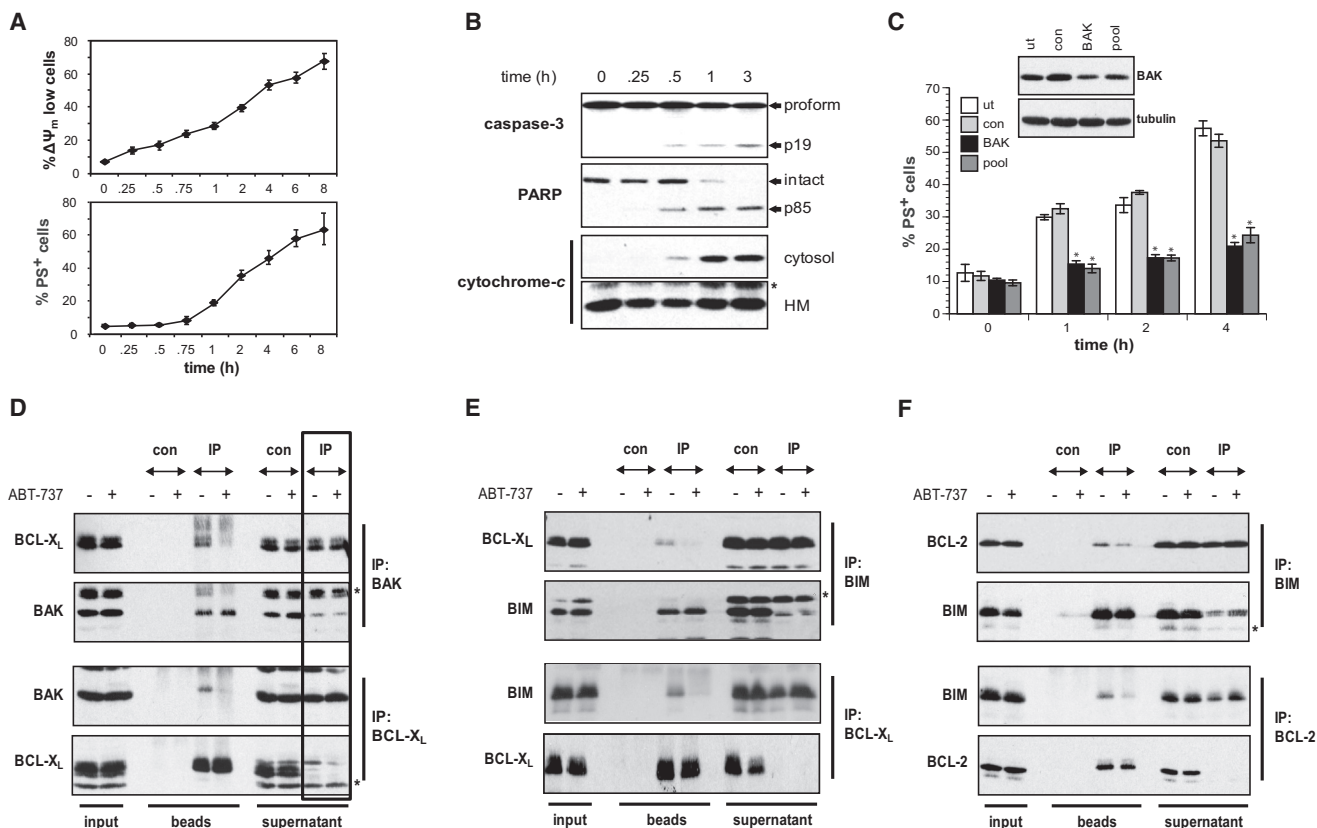 A
80
60
40
20
0
% ΔΨm low cells
0 .25 .5 .75 1 2 4 6 8
80
60
40
20
0
% PS+ cells
0 .25 .5 .75 1 2 4 6 8
time (h)
B
time (h) 0 .25 .5 1 3
caspase-3
proform
p19
PARP
intact
p85
cytochrome-c
cytosol
*
HM
C
ut con BAK pool
BAK
tubulin
ut
con
BAK
pool
70
60
50
40
30
20
10
0
% PS+ cells
* * * * * *
0 1 2 4
time (h)
D
con IP con IP
ABT-737 - + - + - + - + - +
BCL-XL
BAK *
IP:
BAK
BAK
BCL-XL *
IP:
BCL-XL
input beads supernatant
E
con IP con IP
ABT-737 - + - + - + - + - +
BCL-XL
BIM *
IP:
BIM
BIM
BCL-XL
IP:
BCL-XL
input beads supernatant
F
con IP con IP
ABT-737 - + - + - + - + - +
BCL-2
BIM *
IP:
BIM
BIM
BCL-2
IP:
BCL-2
input beads supernatant